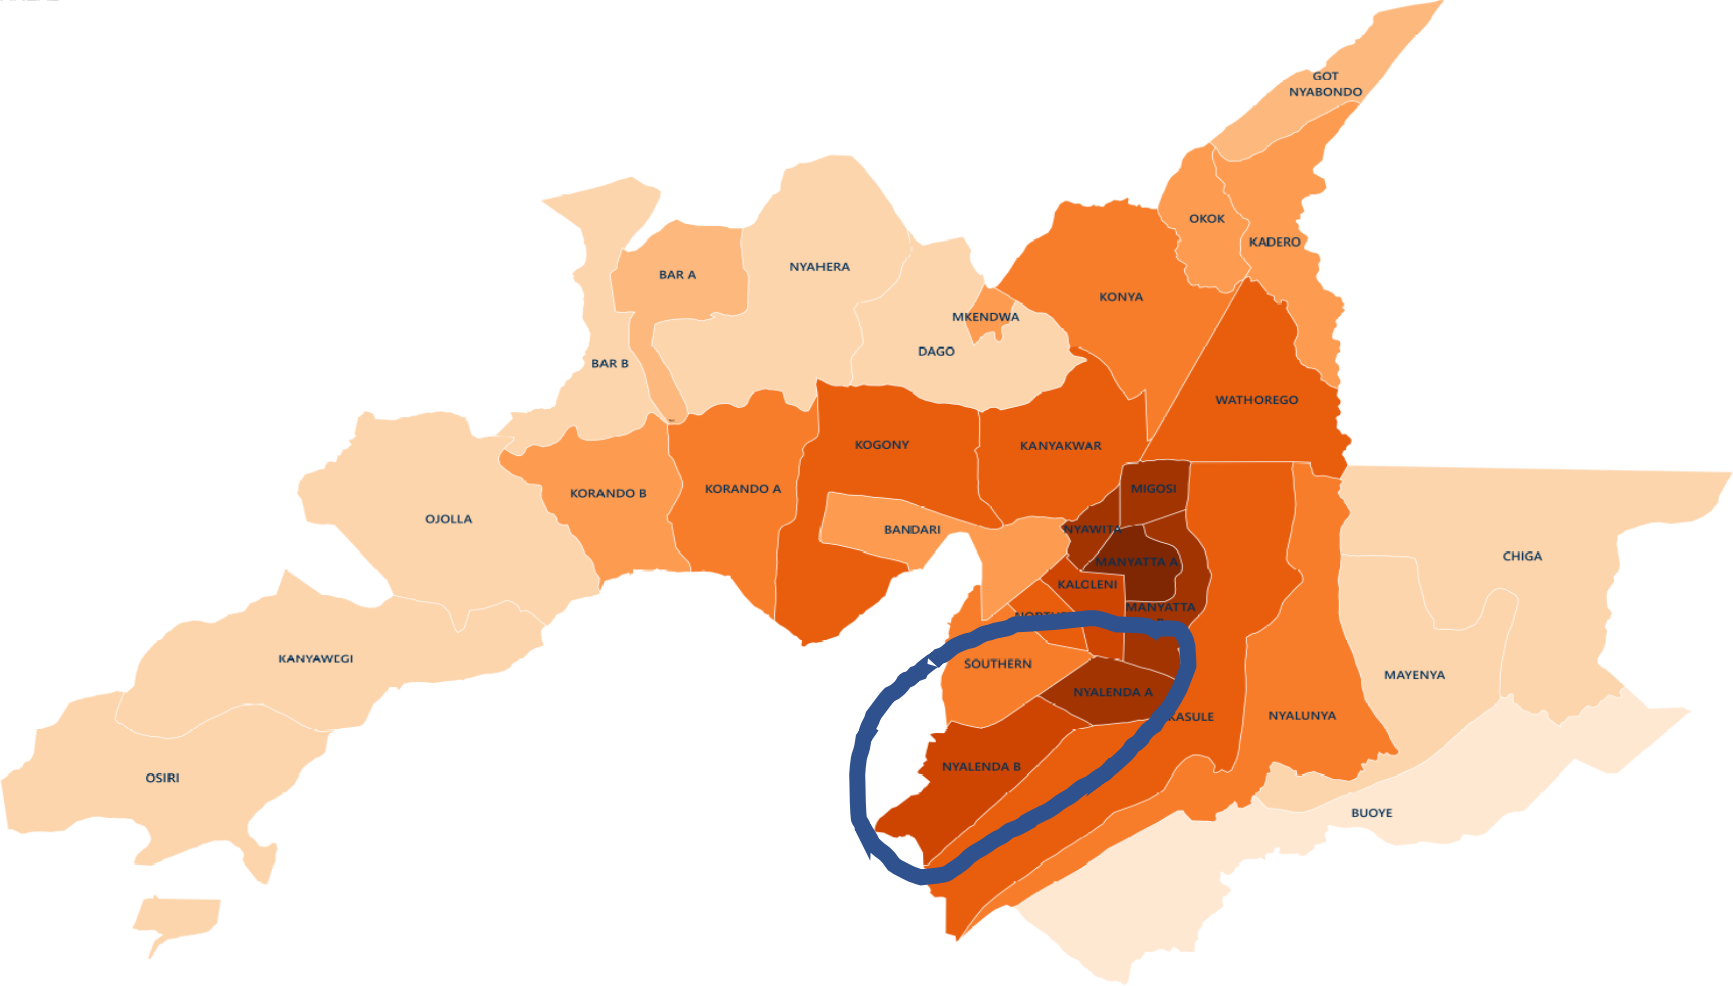 GOT
NYABONDO
OKOK
KADERO
BAR A
NYAHERA
KONYA
MKENDWA
DAGO
BAR B
WATHOREGO
KOGONY
KANYAKWAR
KORANDO B
KORANDO A
MIGOSI
OJOLLA
BANDARI
NYAWITA
CHIGA
MANYATTA A
KALOLENI
MANYATTA
KANYAWEGI
SOUTHERN
MAYENYA
NYALENDA A
KASULE
NYALUNYA
NYALENDA B
OSIRI
BUOYE